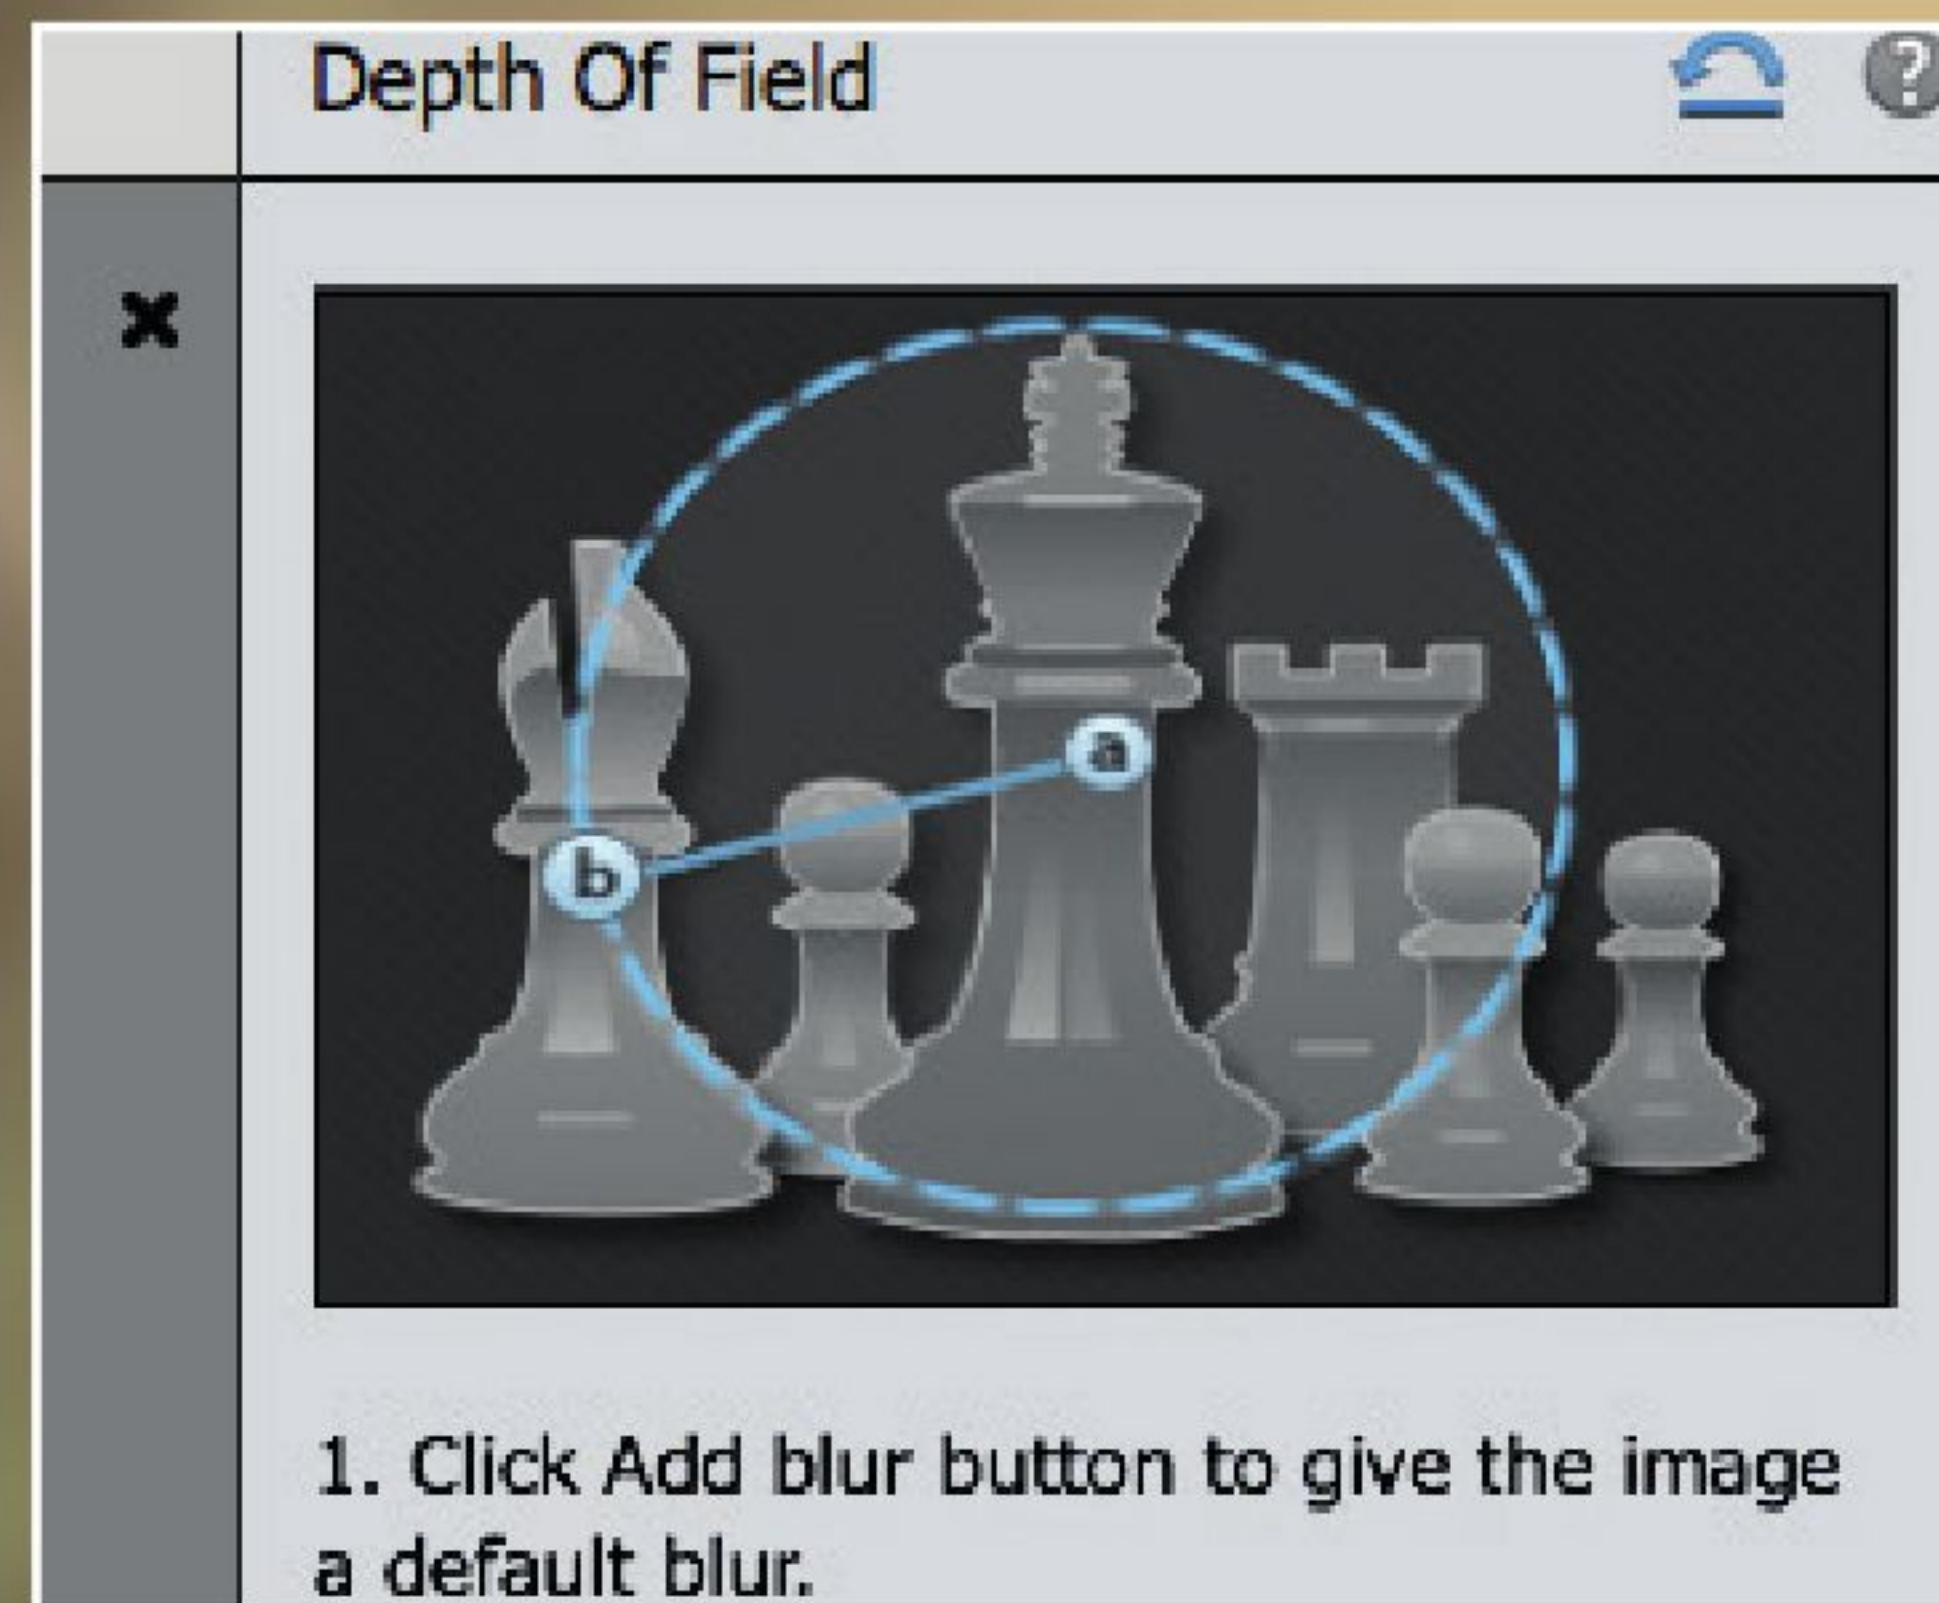 Depth Of Field
?
a
b
1. Click Add blur button to give the image
a default blur.